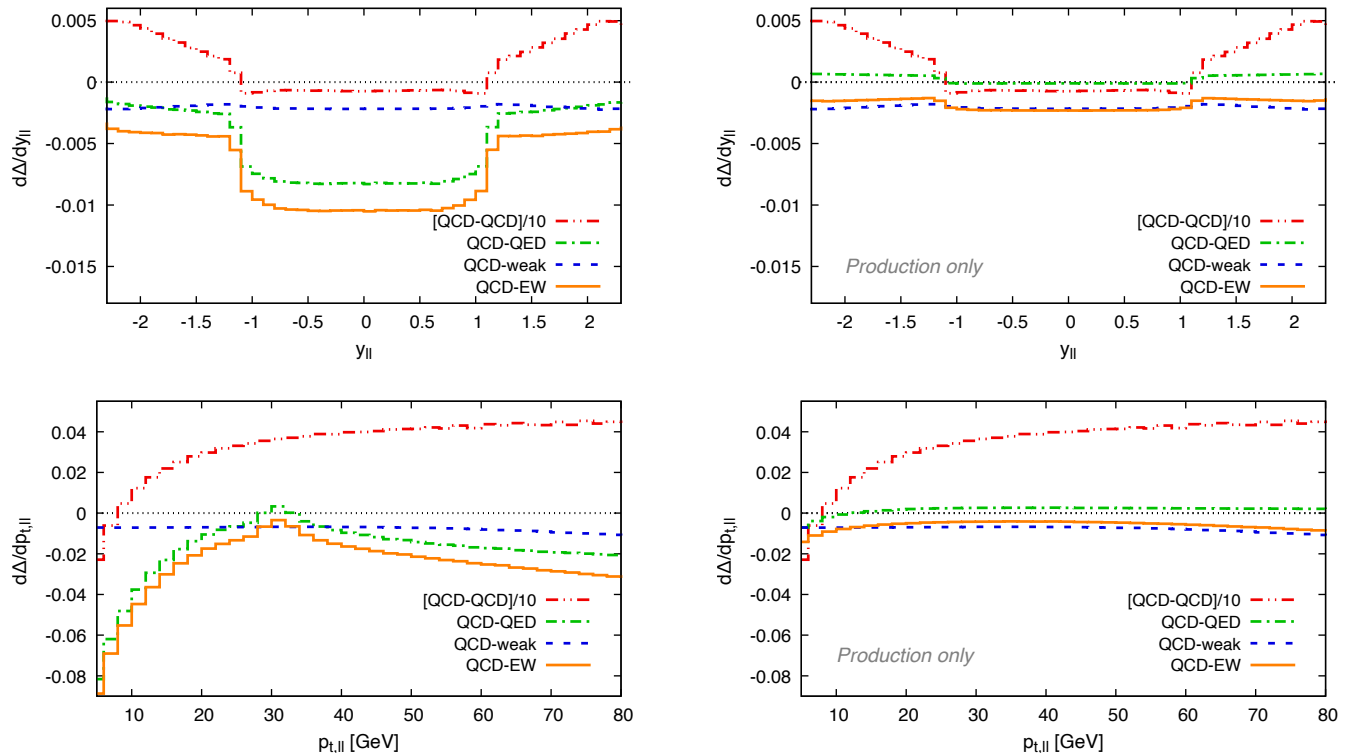 0.005
0
-0.005
-0.01
-0.015
dΔ/dy_ll
[QCD-QCD]/10
QCD-QED
QCD-weak
QCD-EW
-2 -1.5 -1 -0.5 0 0.5 1 1.5 2
y_ll
0.005
0
-0.005
-0.01
-0.015
dΔ/dy_ll
[QCD-QCD]/10
QCD-QED
QCD-weak
QCD-EW
Production only
-2 -1.5 -1 -0.5 0 0.5 1 1.5 2
y_ll
0.04
0.02
0
-0.02
-0.04
-0.06
-0.08
dΔ/dp_t,ll
[QCD-QCD]/10
QCD-QED
QCD-weak
QCD-EW
10 20 30 40 50 60 70 80
p_t,ll [GeV]
0.04
0.02
0
-0.02
-0.04
-0.06
-0.08
dΔ/dp_t,ll
[QCD-QCD]/10
QCD-QED
QCD-weak
QCD-EW
Production only
10 20 30 40 50 60 70 80
p_t,ll [GeV]